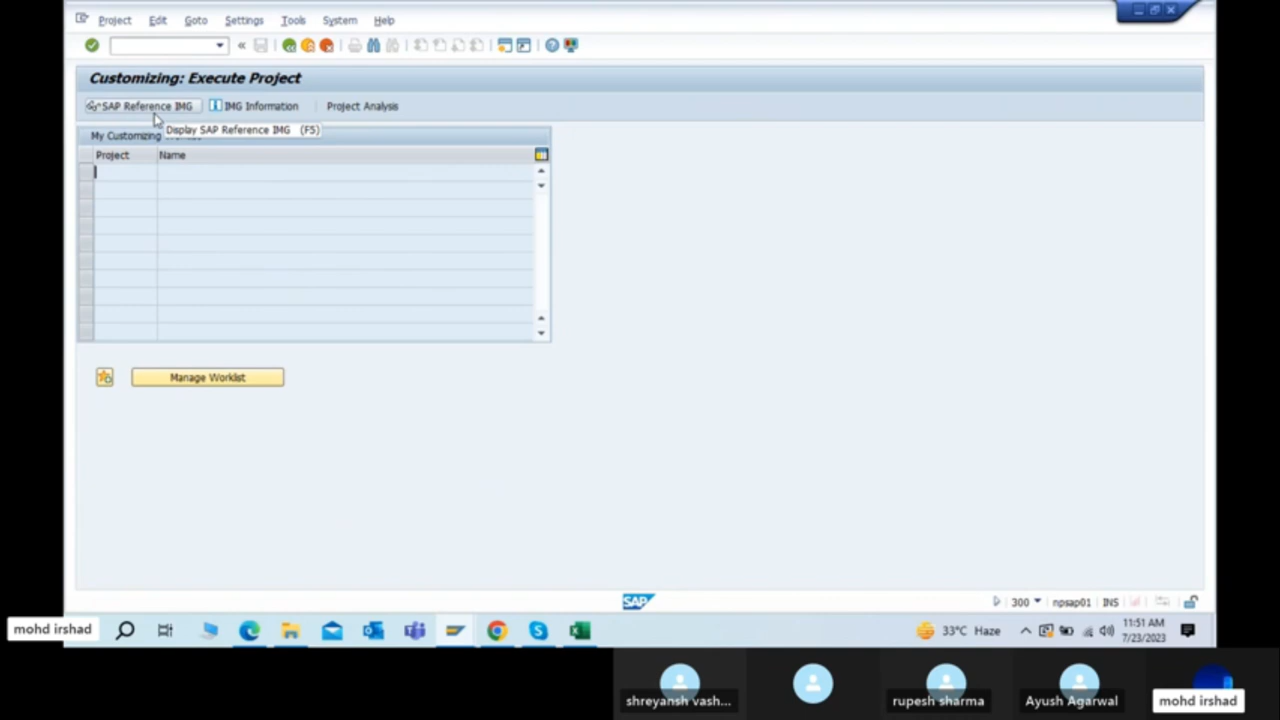 Project Edit Goto Settings Tools System Help
Customizing: Execute Project
SAP Reference IMG IMG Information Project Analysis
Display SAP Reference IMG (F5)
My Customizing
Project Name
Manage Worklist
SAP
300 npsap01 INS
mohd irshad
33°C Haze
11:51 AM
7/23/2023
shreyansh vash...
rupesh sharma
Ayush Agarwal
mohd irshad